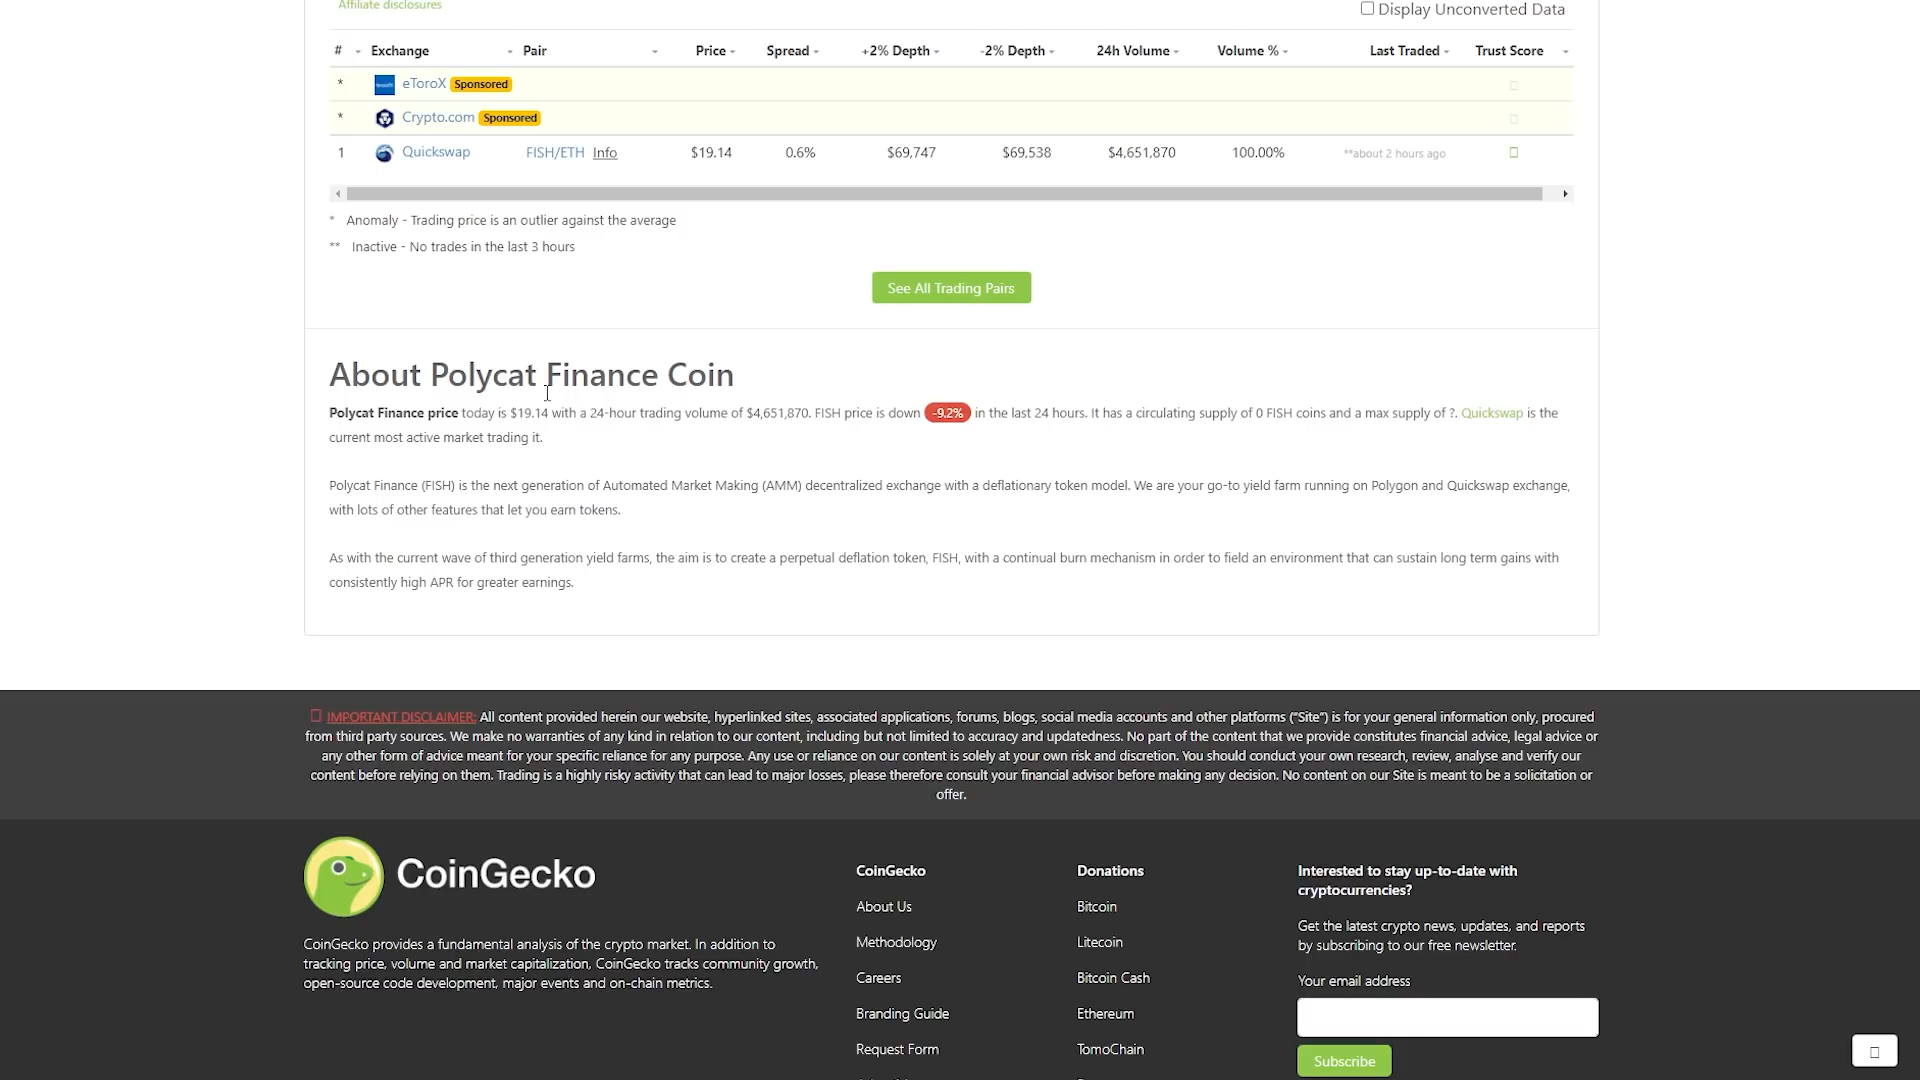 Affiliate disclosures
Display Unconverted Data
# Exchange Pair Price Spread +2% Depth -2% Depth 24h Volume Volume % Last Traded Trust Score
* eToroX Sponsored
* Crypto.com Sponsored
1 Quickswap FISH/ETH Info $19.14 0.6% $69,747 $69,538 $4,651,870 100.00% **about 2 hours ago
* Anomaly - Trading price is an outlier against the average
** Inactive - No trades in the last 3 hours
See All Trading Pairs
About Polycat Finance Coin
Polycat Finance price today is $19.14 with a 24-hour trading volume of $4,651,870. FISH price is down -9.2% in the last 24 hours. It has a circulating supply of 0 FISH coins and a max supply of ?. Quickswap is the
current most active market trading it.
Polycat Finance (FISH) is the next generation of Automated Market Making (AMM) decentralized exchange with a deflationary token model. We are your go-to yield farm running on Polygon and Quickswap exchange,
with lots of other features that let you earn tokens.
As with the current wave of third generation yield farms, the aim is to create a perpetual deflation token, FISH, with a continual burn mechanism in order to field an environment that can sustain long term gains with
consistently high APR for greater earnings.
IMPORTANT DISCLAIMER: All content provided herein our website, hyperlinked sites, associated applications, forums, blogs, social media accounts and other platforms ("Site") is for your general information only, procured
from third party sources. We make no warranties of any kind in relation to our content, including but not limited to accuracy and updatedness. No part of the content that we provide constitutes financial advice, legal advice or
any other form of advice meant for your specific reliance for any purpose. Any use or reliance on our content is solely at your own risk and discretion. You should conduct your own research, review, analyse and verify our
content before relying on them. Trading is a highly risky activity that can lead to major losses, please therefore consult your financial advisor before making any decision. No content on our Site is meant to be a solicitation or
offer.
CoinGecko
CoinGecko provides a fundamental analysis of the crypto market. In addition to
tracking price, volume and market capitalization, CoinGecko tracks community growth,
open-source code development, major events and on-chain metrics.
CoinGecko
About Us
Methodology
Careers
Branding Guide
Request Form
Donations
Bitcoin
Litecoin
Bitcoin Cash
Ethereum
TomoChain
Interested to stay up-to-date with
cryptocurrencies?
Get the latest crypto news, updates, and reports
by subscribing to our free newsletter.
Your email address
Subscribe